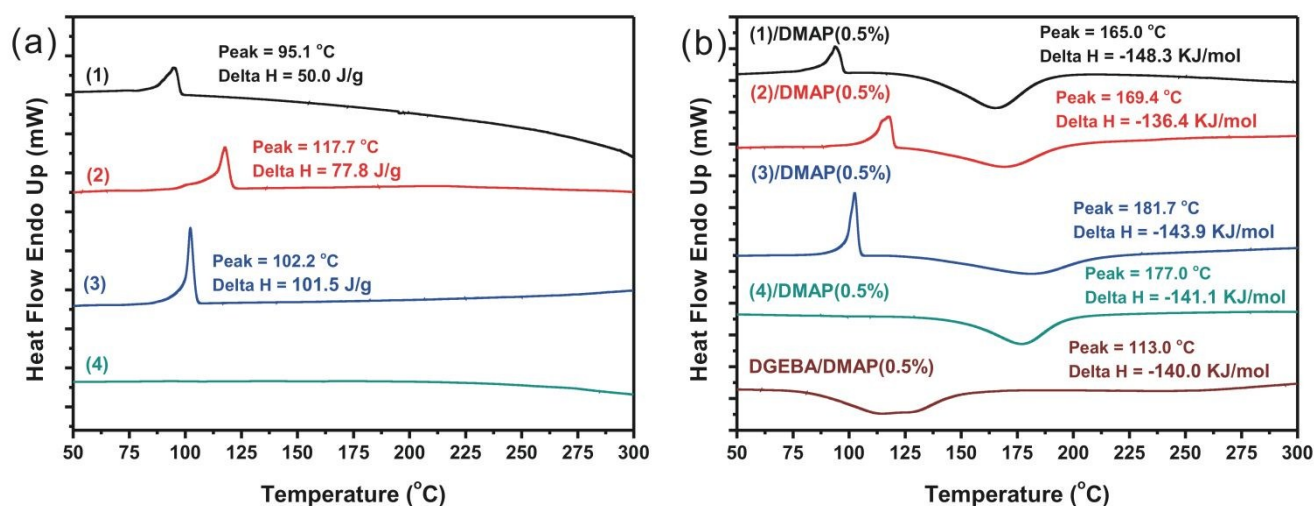 (a)
Heat Flow Endo Up (mW)
(1)
Peak = 95.1 °C
Delta H = 50.0 J/g
(2)
Peak = 117.7 °C
Delta H = 77.8 J/g
(3)
Peak = 102.2 °C
Delta H = 101.5 J/g
(4)
50 75 100 125 150 175 200 225 250 275 300
Temperature (°C)
(b)
Heat Flow Endo Up (mW)
(1)/DMAP(0.5%)
Peak = 165.0 °C
Delta H = -148.3 KJ/mol
(2)/DMAP(0.5%)
Peak = 169.4 °C
Delta H = -136.4 KJ/mol
(3)/DMAP(0.5%)
Peak = 181.7 °C
Delta H = -143.9 KJ/mol
(4)/DMAP(0.5%)
Peak = 177.0 °C
Delta H = -141.1 KJ/mol
DGEBA/DMAP(0.5%)
Peak = 113.0 °C
Delta H = -140.0 KJ/mol
50 75 100 125 150 175 200 225 250 275 300
Temperature (°C)